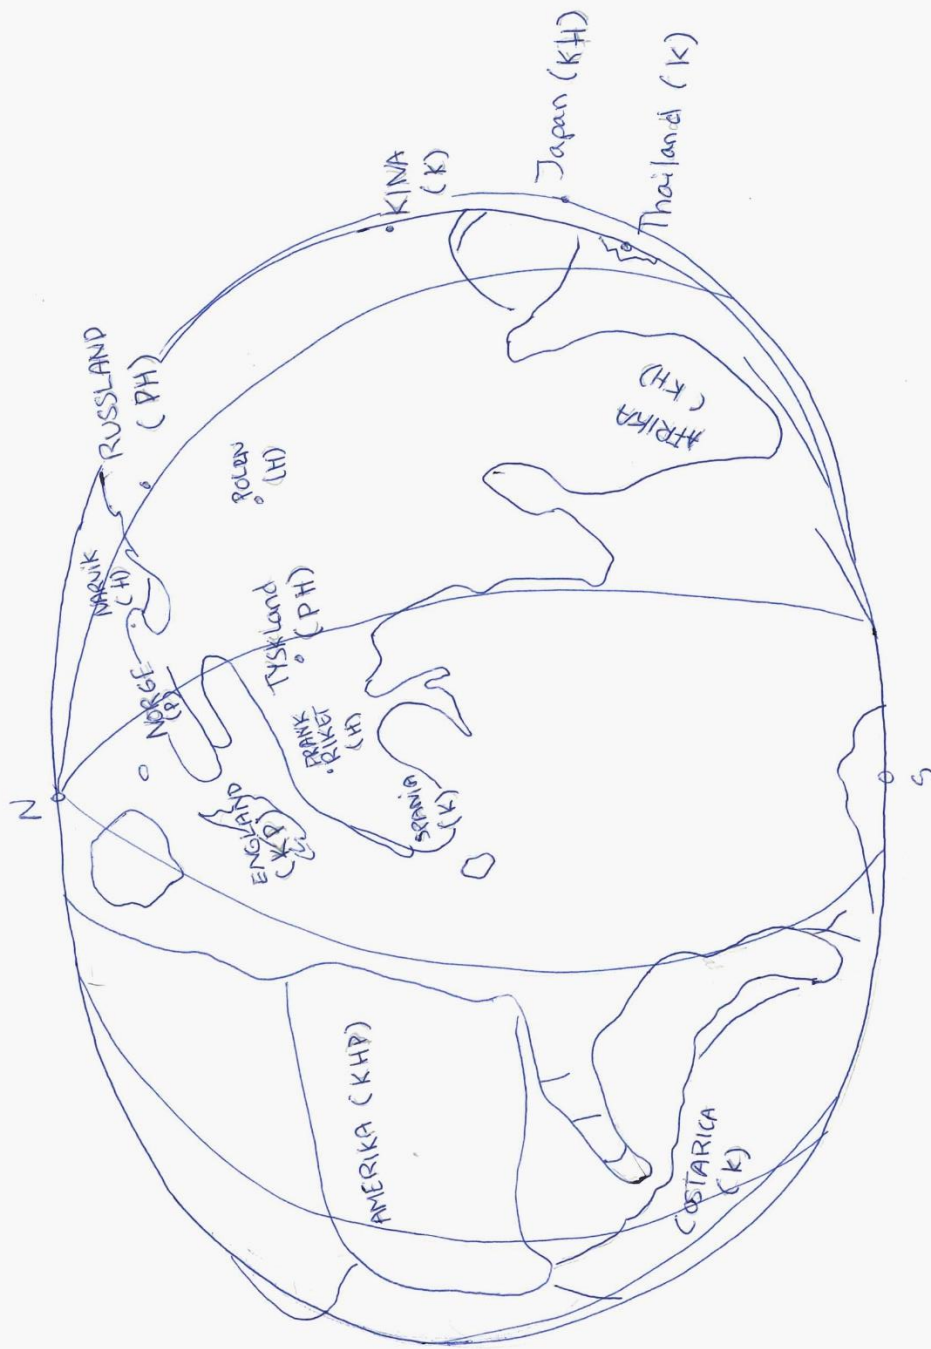 N
RUSSLAND
(PH)
NARVIK
(H)
NORGE
(P)
KINA
(K)
Japan (KH)
Thailand (K)
POLEN
(H)
TYSKland
(PH)
FRANK
RIKET
(H)
ENGLAND
(KP)
SPANIA
(K)
AFRIKA
(KH)
AMERIKA (KHP)
COSTARICA
(K)
S